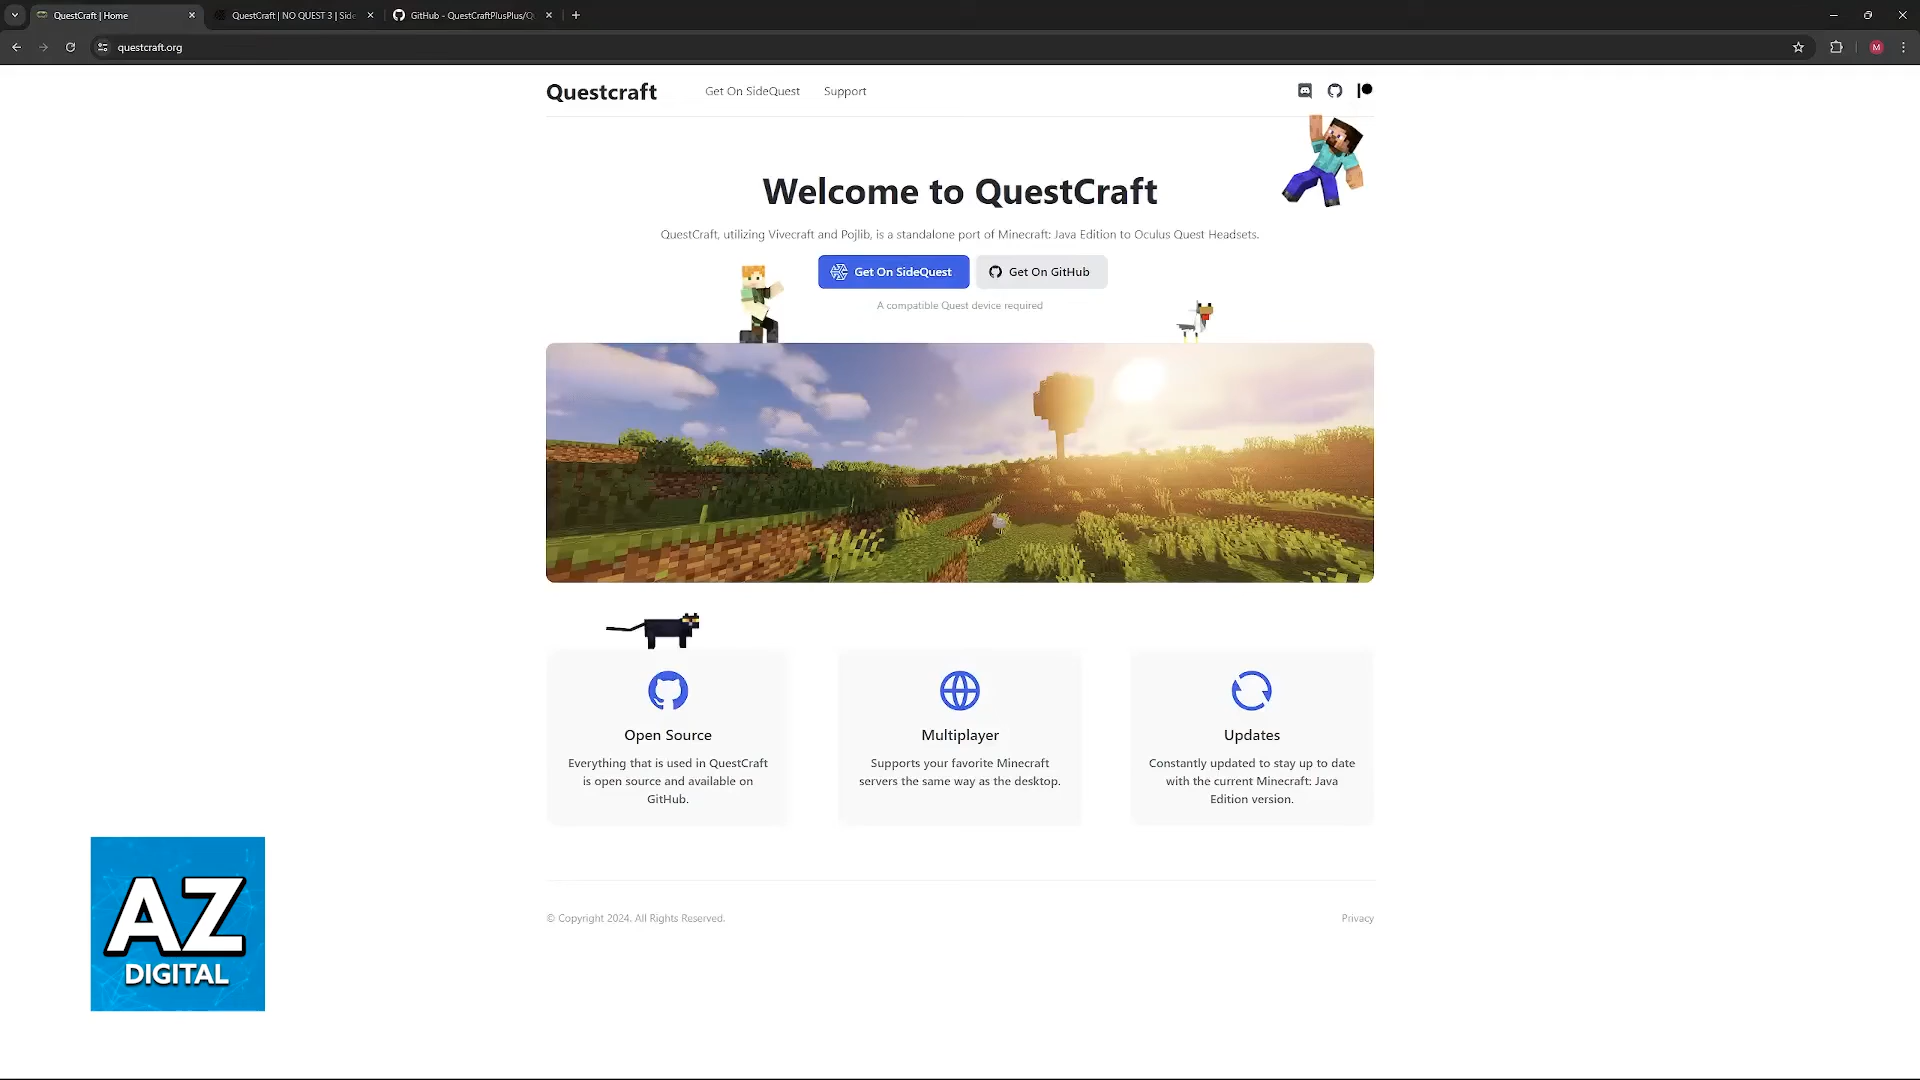 QuestCraft | Home
QuestCraft | NO QUEST 3 | Side
GitHub - QuestCraftPlusPlus/Q
questcraft.org
M
Questcraft
Get On SideQuest
Support
Welcome to QuestCraft
QuestCraft, utilizing Vivecraft and Pojlib, is a standalone port of Minecraft: Java Edition to Oculus Quest Headsets.
Get On SideQuest
Get On GitHub
A compatible Quest device required
Open Source
Everything that is used in QuestCraft
is open source and available on
GitHub.
Multiplayer
Supports your favorite Minecraft
servers the same way as the desktop.
Updates
Constantly updated to stay up to date
with the current Minecraft: Java
Edition version.
© Copyright 2024. All Rights Reserved.
Privacy
AZ
DIGITAL